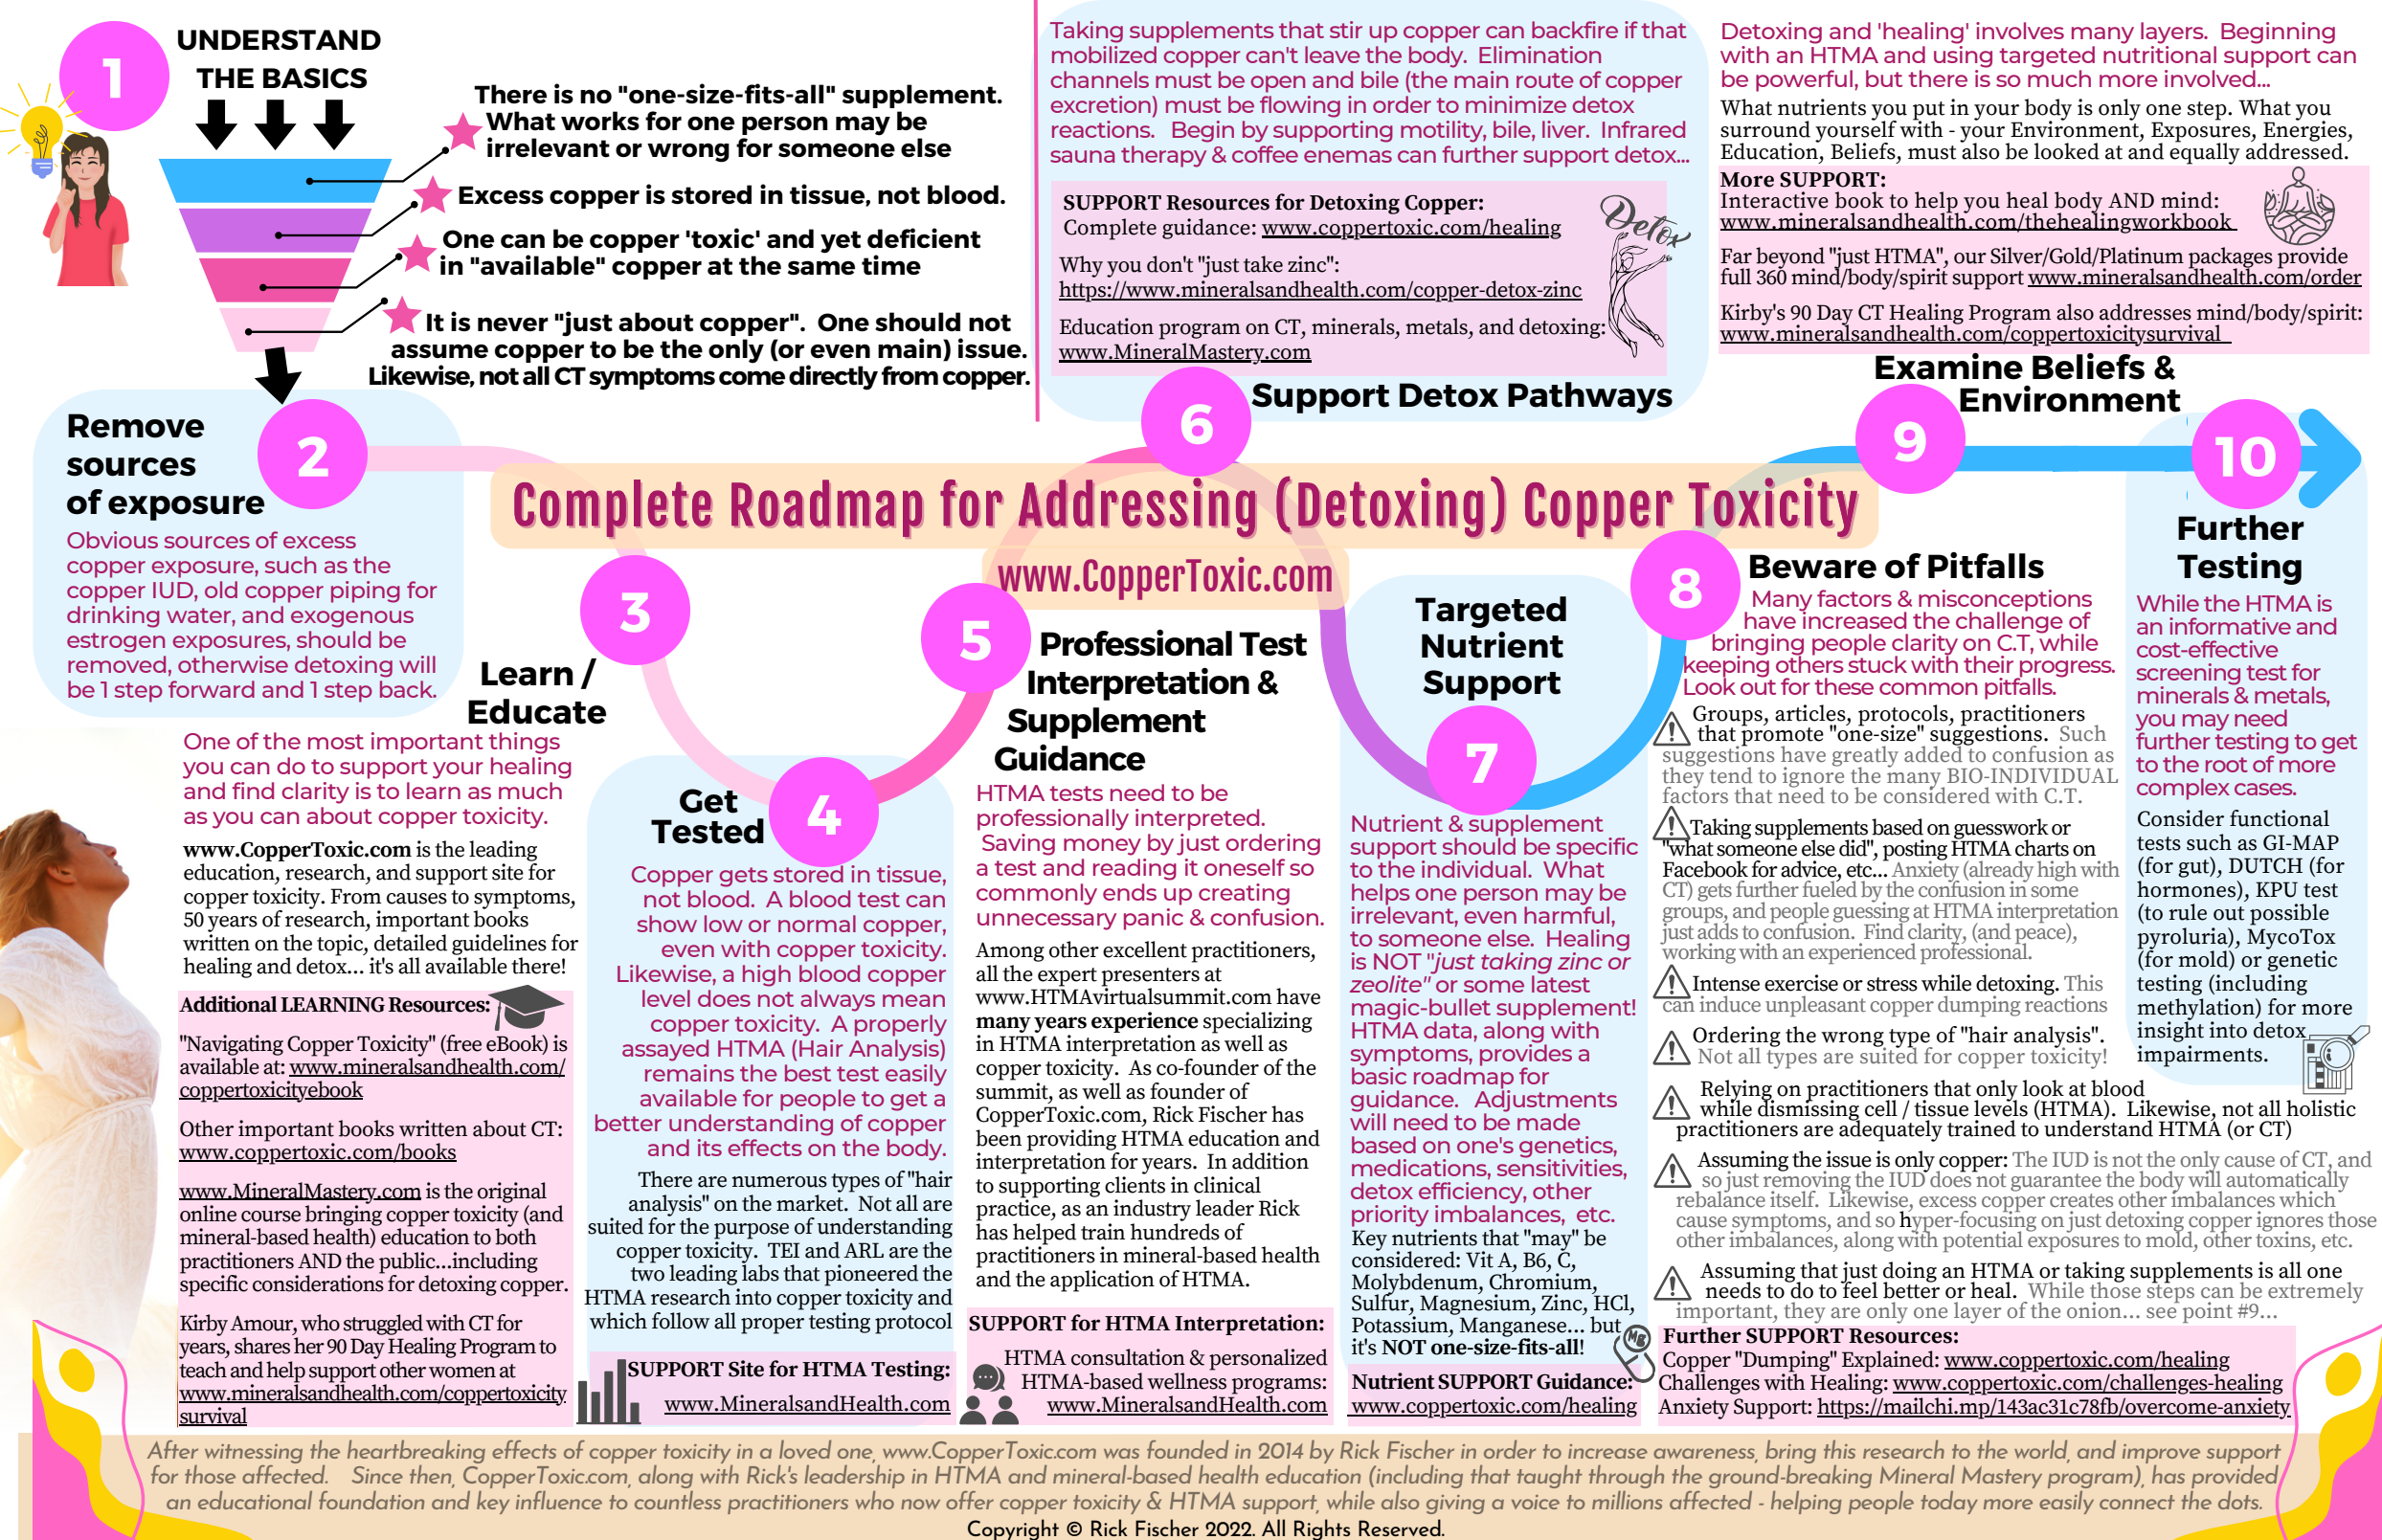 1
UNDERSTAND
THE BASICS
There is no "one-size-fits-all" supplement.
What works for one person may be
irrelevant or wrong for someone else
Excess copper is stored in tissue, not blood.
One can be copper 'toxic' and yet deficient
in "available" copper at the same time
It is never "just about copper".  One should not
assume copper to be the only (or even main) issue.
Likewise, not all CT symptoms come directly from copper.
Complete Roadmap for Addressing (Detoxing) Copper Toxicity
www.CopperToxic.com
2
Remove
sources
of exposure
Obvious sources of excess
copper exposure, such as the
copper IUD, old copper piping for
drinking water, and exogenous
estrogen exposures, should be
removed, otherwise detoxing will
be 1 step forward and 1 step back.
3
Learn /
Educate
One of the most important things
you can do to support your healing
and find clarity is to learn as much
as you can about copper toxicity.
www.CopperToxic.com is the leading
education, research, and support site for
copper toxicity. From causes to symptoms,
50 years of research, important books
written on the topic, detailed guidelines for
healing and detox... it's all available there!
Additional LEARNING Resources:
"Navigating Copper Toxicity" (free eBook) is
available at: www.mineralsandhealth.com/
coppertoxicityebook
Other important books written about CT:
www.coppertoxic.com/books
www.MineralMastery.com is the original
online course bringing copper toxicity (and
mineral-based health) education to both
practitioners AND the public...including
specific considerations for detoxing copper.
Kirby Amour, who struggled with CT for
years, shares her 90 Day Healing Program to
teach and help support other women at
www.mineralsandhealth.com/coppertoxicity
survival
4
Get
Tested
Copper gets stored in tissue,
not blood.  A blood test can
show low or normal copper,
even with copper toxicity.
Likewise, a high blood copper
level does not always mean
copper toxicity.  A properly
assayed HTMA (Hair Analysis)
remains the best test easily
available for people to get a
better understanding of copper
and its effects on the body.
There are numerous types of "hair
analysis" on the market.  Not all are
suited for the purpose of understanding
copper toxicity.  TEI and ARL are the
two leading labs that pioneered the
HTMA research into copper toxicity and
which follow all proper testing protocol
SUPPORT Site for HTMA Testing:
www.MineralsandHealth.com
5
Professional Test
Interpretation &
Supplement
Guidance
HTMA tests need to be
professionally interpreted.
Saving money by just ordering
a test and reading it oneself so
commonly ends up creating
unnecessary panic & confusion.
Among other excellent practitioners,
all the expert presenters at
www.HTMAvirtualsummit.com have
many years experience specializing
in HTMA interpretation as well as
copper toxicity.  As co-founder of the
summit, as well as founder of
CopperToxic.com, Rick Fischer has
been providing HTMA education and
interpretation for years.  In addition
to supporting clients in clinical
practice, as an industry leader Rick
has helped train hundreds of
practitioners in mineral-based health
and the application of HTMA.
SUPPORT for HTMA Interpretation:
HTMA consultation & personalized
HTMA-based wellness programs:
www.MineralsandHealth.com
Taking supplements that stir up copper can backfire if that
mobilized copper can't leave the body.  Elimination
channels must be open and bile (the main route of copper
excretion) must be flowing in order to minimize detox
reactions.  Begin by supporting motility, bile, liver.  Infrared
sauna therapy & coffee enemas can further support detox...
SUPPORT Resources for Detoxing Copper:
Complete guidance: www.coppertoxic.com/healing
Why you don't "just take zinc":
https://www.mineralsandhealth.com/copper-detox-zinc
Education program on CT, minerals, metals, and detoxing:
www.MineralMastery.com
Detox
6
Support Detox Pathways
Targeted
Nutrient
Support
7
Nutrient & supplement
support should be specific
to the individual.  What
helps one person may be
irrelevant, even harmful,
to someone else.  Healing
is NOT "just taking zinc or
zeolite" or some latest
magic-bullet supplement!
HTMA data, along with
symptoms, provides a
basic roadmap for
guidance.  Adjustments
will need to be made
based on one's genetics,
medications, sensitivities,
detox efficiency, other
priority imbalances,  etc.
Key nutrients that "may" be
considered: Vit A, B6, C,
Molybdenum, Chromium,
Sulfur, Magnesium, Zinc, HCl,
Potassium, Manganese... but
it's NOT one-size-fits-all!
Mg
Nutrient SUPPORT Guidance:
www.coppertoxic.com/healing
8
Beware of Pitfalls
Many factors & misconceptions
have increased the challenge of
bringing people clarity on C.T, while
keeping others stuck with their progress.
Look out for these common pitfalls.
Groups, articles, protocols, practitioners
that promote "one-size" suggestions.  Such
suggestions have greatly added to confusion as
they tend to ignore the many BIO-INDIVIDUAL
factors that need to be considered with C.T.
Taking supplements based on guesswork or
"what someone else did", posting HTMA charts on
Facebook for advice, etc... Anxiety (already high with
CT) gets further fueled by the confusion in some
groups, and people guessing at HTMA interpretation
just adds to confusion.  Find clarity, (and peace),
working with an experienced professional.
Intense exercise or stress while detoxing. This
can induce unpleasant copper dumping reactions
Ordering the wrong type of "hair analysis".
Not all types are suited for copper toxicity!
Relying on practitioners that only look at blood
while dismissing cell / tissue levels (HTMA).  Likewise, not all holistic
practitioners are adequately trained to understand HTMA (or CT)
Assuming the issue is only copper: The IUD is not the only cause of CT, and
so just removing the IUD does not guarantee the body will automatically
rebalance itself.  Likewise, excess copper creates other imbalances which
cause symptoms, and so hyper-focusing on just detoxing copper ignores those
other imbalances, along with potential exposures to mold, other toxins, etc.
Assuming that just doing an HTMA or taking supplements is all one
needs to do to feel better or heal.  While those steps can be extremely
important, they are only one layer of the onion... see point #9...
Further SUPPORT Resources:
Copper "Dumping" Explained: www.coppertoxic.com/healing
Challenges with Healing: www.coppertoxic.com/challenges-healing
Anxiety Support: https://mailchi.mp/143ac31c78fb/overcome-anxiety
Detoxing and 'healing' involves many layers.  Beginning
with an HTMA and using targeted nutritional support can
be powerful, but there is so much more involved...
What nutrients you put in your body is only one step. What you
surround yourself with - your Environment, Exposures, Energies,
Education, Beliefs, must also be looked at and equally addressed.
More SUPPORT:
Interactive book to help you heal body AND mind:
www.mineralsandhealth.com/thehealingworkbook
Far beyond "just HTMA", our Silver/Gold/Platinum packages provide
full 360 mind/body/spirit support www.mineralsandhealth.com/order
Kirby's 90 Day CT Healing Program also addresses mind/body/spirit:
www.mineralsandhealth.com/coppertoxicitysurvival
Examine Beliefs &
Environment
9
10
Further
Testing
While the HTMA is
an informative and
cost-effective
screening test for
minerals & metals,
you may need
further testing to get
to the root of more
complex cases.
Consider functional
tests such as GI-MAP
(for gut), DUTCH (for
hormones), KPU test
(to rule out possible
pyroluria), MycoTox
(for mold) or genetic
testing (including
methylation) for more
insight into detox
impairments.
After witnessing the heartbreaking effects of copper toxicity in a loved one, www.CopperToxic.com was founded in 2014 by Rick Fischer in order to increase awareness, bring this research to the world, and improve support
for those affected.    Since then, CopperToxic.com, along with Rick's leadership in HTMA and mineral-based health education (including that taught through the ground-breaking Mineral Mastery program), has provided
an educational foundation and key influence to countless practitioners who now offer copper toxicity & HTMA support, while also giving a voice to millions affected - helping people today more easily connect the dots.
Copyright © Rick Fischer 2022. All Rights Reserved.